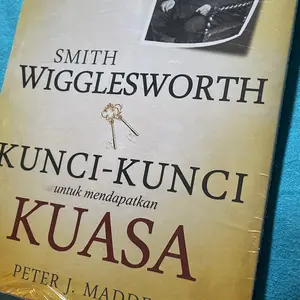 SMITH
WIGGLESWORTH
KUNCI-KUNCI
untuk mendapatkan
KUASA
PETER J.